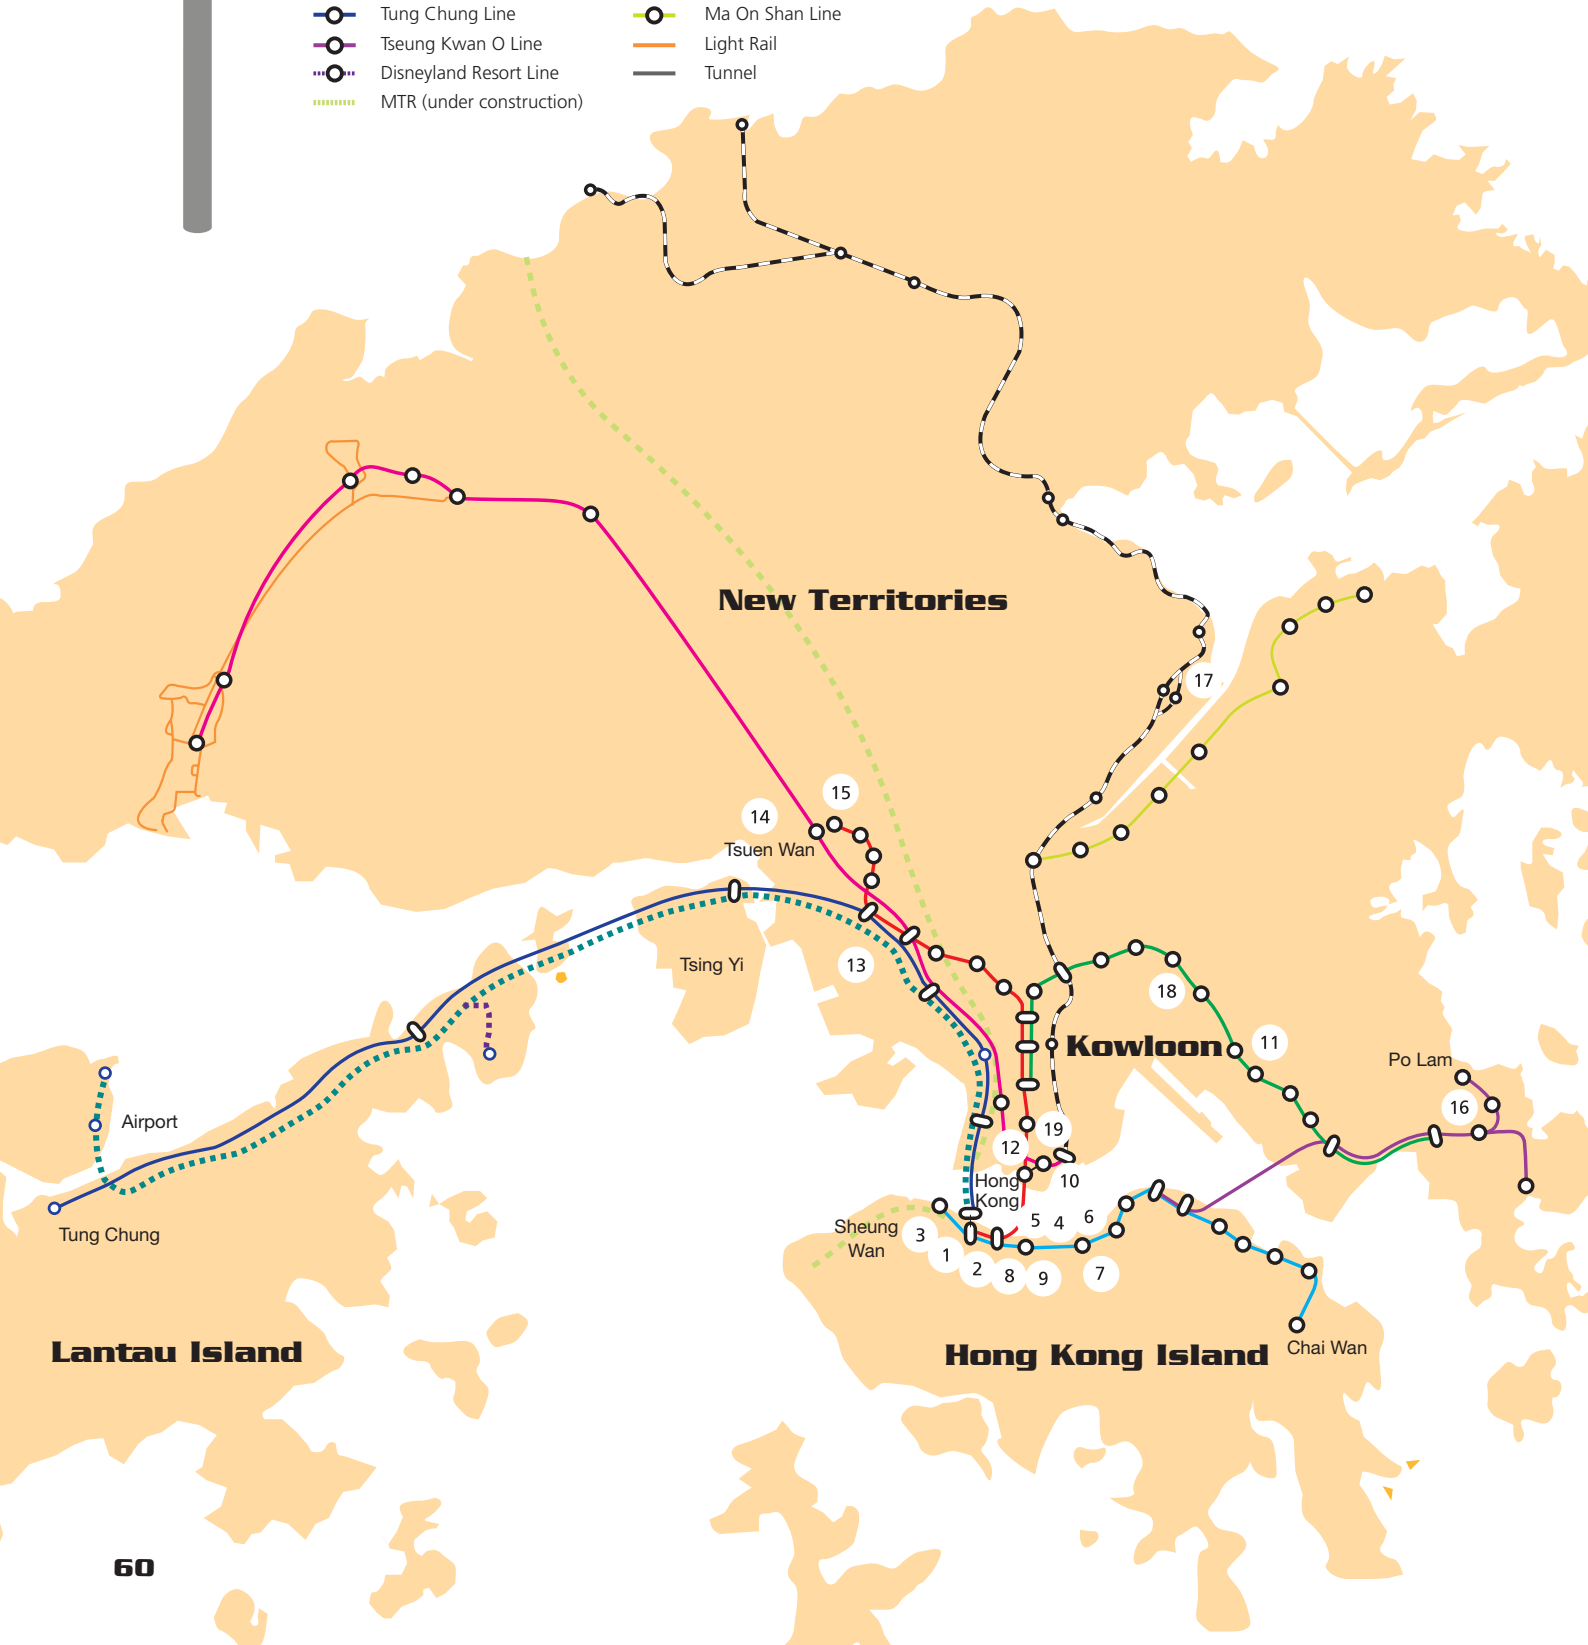 Tung Chung Line
Ma On Shan Line
Tseung Kwan O Line
Light Rail
Disneyland Resort Line
Tunnel
MTR (under construction)
New Territories
17
15
14
Tsuen Wan
13
Tsing Yi
18
11
Kowloon
Po Lam
16
Airport
19
12
10
Hong
Kong
Tung Chung
Sheung
Wan
3
5
4
6
1
2
8
9
7
Lantau Island
Hong Kong Island
Chai Wan
60